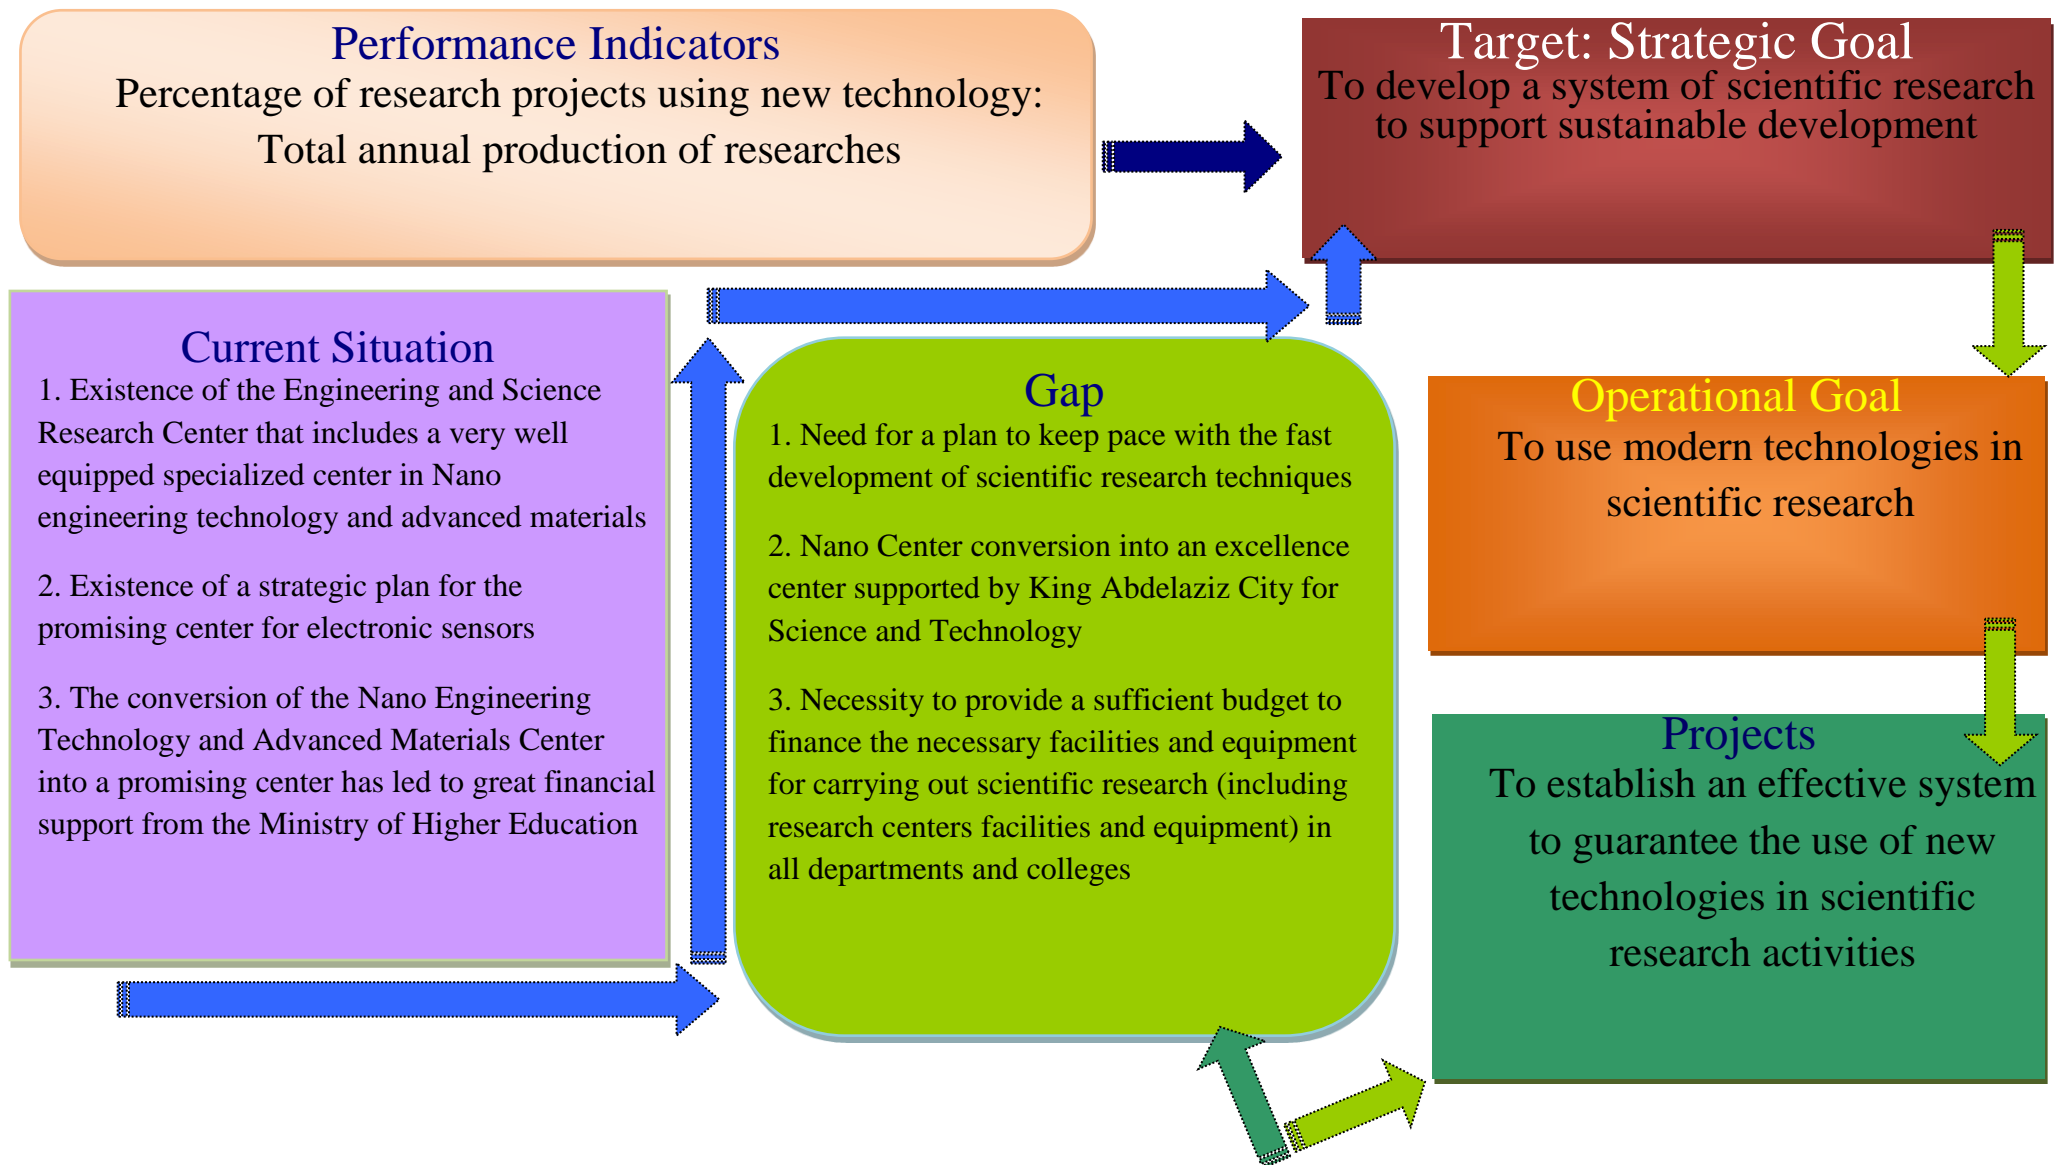 Performance Indicators
Percentage of research projects using new technology:
Total annual production of researches
Target: Strategic Goal
To develop a system of scientific research
to support sustainable development
Current Situation
1. Existence of the Engineering and Science
Research Center that includes a very well
equipped specialized center in Nano
engineering technology and advanced materials
2. Existence of a strategic plan for the
promising center for electronic sensors
3. The conversion of the Nano Engineering
Technology and Advanced Materials Center
into a promising center has led to great financial
support from the Ministry of Higher Education
Gap
1. Need for a plan to keep pace with the fast
development of scientific research techniques
2. Nano Center conversion into an excellence
center supported by King Abdelaziz City for
Science and Technology
3. Necessity to provide a sufficient budget to
finance the necessary facilities and equipment
for carrying out scientific research (including
research centers facilities and equipment) in
all departments and colleges
Operational Goal
To use modern technologies in
scientific research
Projects
To establish an effective system
to guarantee the use of new
technologies in scientific
research activities